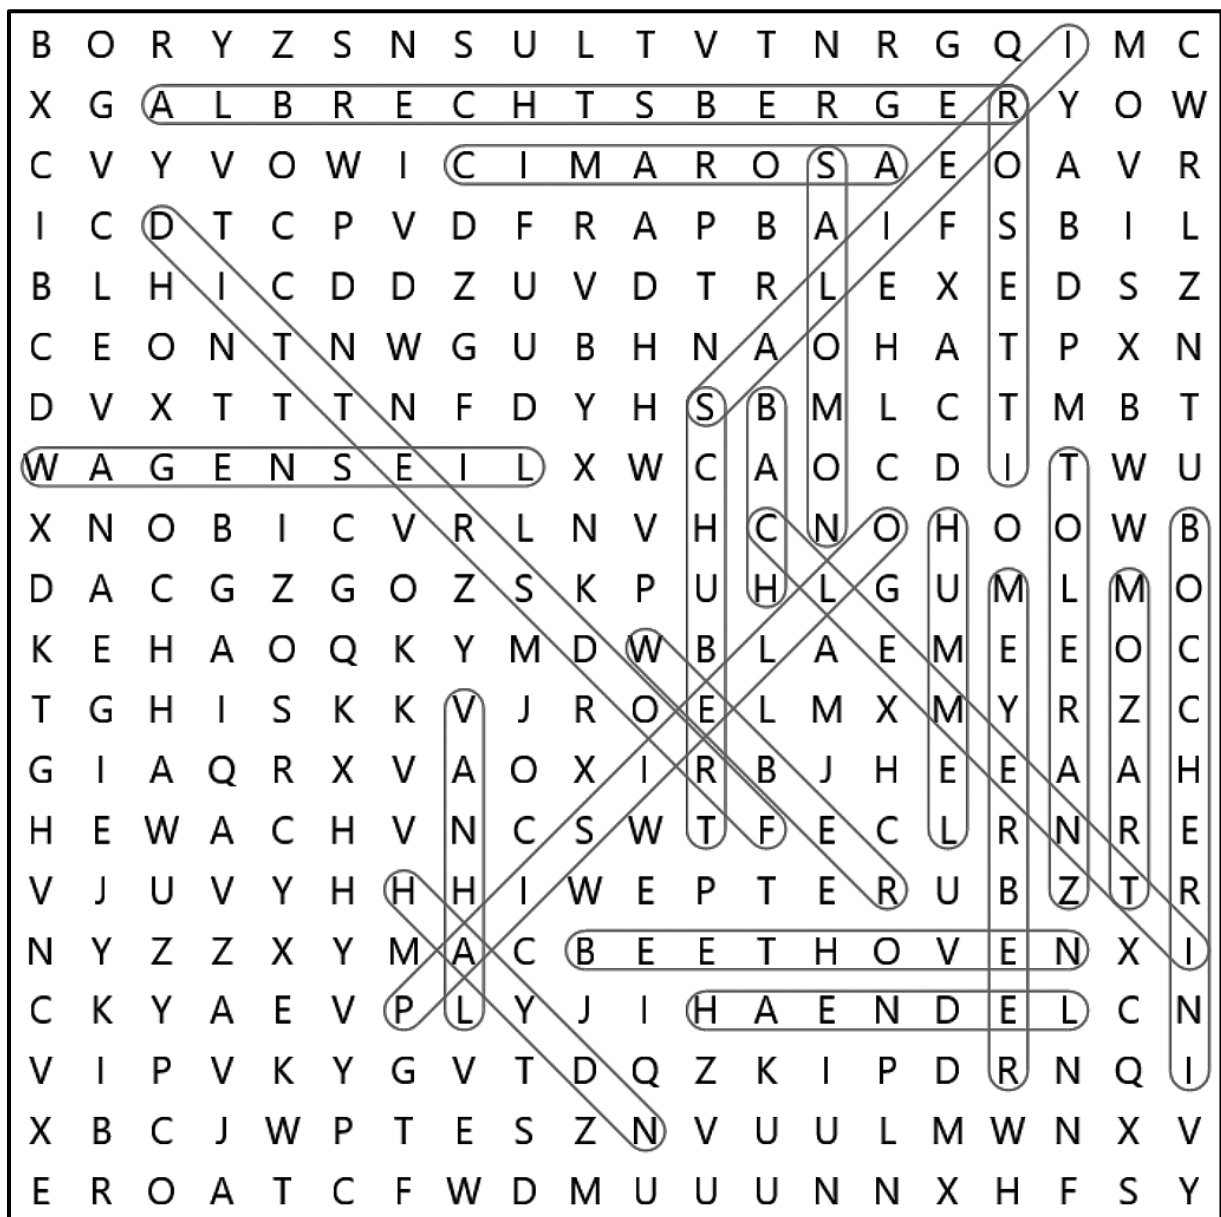 B O R Y Z S N S U L T V T N R G Q I M C
X G A L B R E C H T S B E R G E R Y O W
C V Y V O W I C I M A R O S A E O A V R
I C D T C P V D F R A P B A I F S B I L
B L H I C D D Z U V D T R L E X E D S Z
C E O N T N W G U B H N A O H A T P X N
D V X T T T N F D Y H S B M L C T M B T
W A G E N S E I L X W C A O C D I T W U
X N O B I C V R L N V H C N O H O O W B
D A C G Z G O Z S K P U H L G U M L M O
K E H A O Q K Y M D W B L A E M E E O C
T G H I S K K V J R O E L M X M Y R Z C
G I A Q R X V A O X I R B J H E E A A H
H E W A C H V N C S W T F E C L R N R E
V J U V Y H H H I W E P T E R U B Z T R
N Y Z Z X Y M A C B E E T H O V E N X I
C K Y A E V P L Y J I H A E N D E L C N
V I P V K Y G V T D Q Z K I P D R N Q I
X B C J W P T E S Z N V U U L M W N X V
E R O A T C F W D M U U U N N X H F S Y